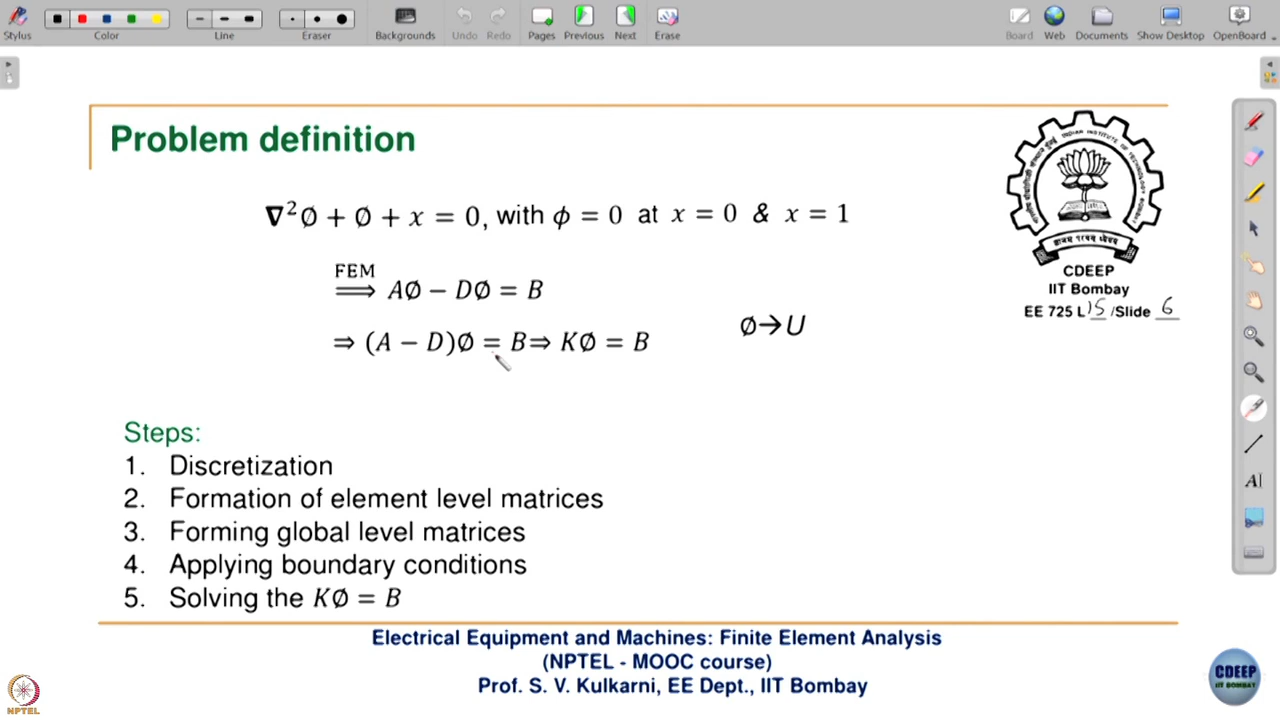 Stylus Color Line Eraser Backgrounds Undo Redo Pages Previous Next Erase Board Web Documents Show Desktop OpenBoard
Problem definition
∇²∅ + ∅ + x = 0, with ϕ = 0 at x = 0 & x = 1
FEM
⟹ A∅ − D∅ = B
⇒ (A − D)∅ = B ⇒ K∅ = B
∅→U
CDEEP
IIT Bombay
EE 725 L 15 /Slide 6
Steps:
1. Discretization
2. Formation of element level matrices
3. Forming global level matrices
4. Applying boundary conditions
5. Solving the K∅ = B
Electrical Equipment and Machines: Finite Element Analysis
(NPTEL - MOOC course)
Prof. S. V. Kulkarni, EE Dept., IIT Bombay
NPTEL
CDEEP
IIT BOMBAY